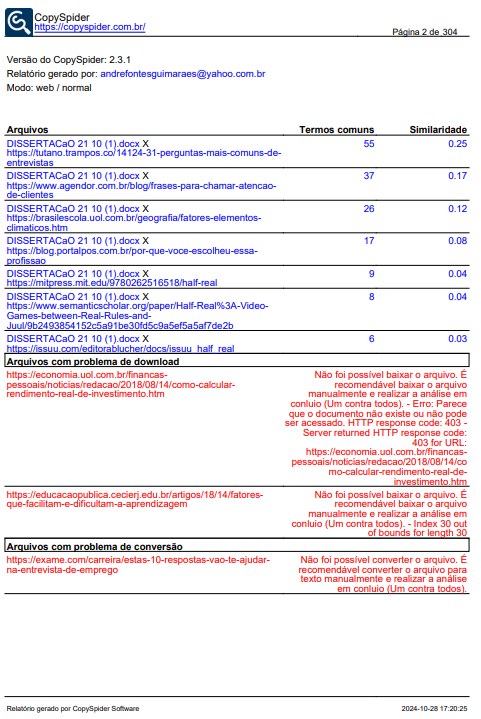 CopySpider
https://copyspider.com.br/
Página 2 de 304
Versão do CopySpider: 2.3.1
Relatório gerado por: andrefontesguimaraes@yahoo.com.br
Modo: web / normal
Arquivos Termos comuns Similaridade
DISSERTACaO 21 10 (1).docx X 55 0.25
https://tutano.trampos.co/14124-31-perguntas-mais-comuns-de-
entrevistas
DISSERTACaO 21 10 (1).docx X 37 0.17
https://www.agendor.com.br/blog/frases-para-chamar-atencao-
de-clientes
DISSERTACaO 21 10 (1).docx X 26 0.12
https://brasilescola.uol.com.br/geografia/fatores-elementos-
climaticos.htm
DISSERTACaO 21 10 (1).docx X 17 0.08
https://blog.portalpos.com.br/por-que-voce-escolheu-essa-
profissao
DISSERTACaO 21 10 (1).docx X 9 0.04
https://mitpress.mit.edu/9780262516518/half-real
DISSERTACaO 21 10 (1).docx X 8 0.04
https://www.semanticscholar.org/paper/Half-Real%3A-Video-
Games-between-Real-Rules-and-
Juul/9b2493854152c5a91be30fd5c9a5ef5a5af7de2b
DISSERTACaO 21 10 (1).docx X 6 0.03
https://issuu.com/editorablucher/docs/issuu_half_real
Arquivos com problema de download
https://economia.uol.com.br/financas-
pessoais/noticias/redacao/2018/08/14/como-calcular-
rendimento-real-de-investimento.htm
Não foi possível baixar o arquivo. É
recomendável baixar o arquivo
manualmente e realizar a análise em
conluio (Um contra todos). - Erro: Parece
que o documento não existe ou não pode
ser acessado. HTTP response code: 403 -
Server returned HTTP response code:
403 for URL:
https://economia.uol.com.br/financas-
pessoais/noticias/redacao/2018/08/14/co
mo-calcular-rendimento-real-de-
investimento.htm
https://educacaopublica.cecierj.edu.br/artigos/18/14/fatores-
que-facilitam-e-dificultam-a-aprendizagem
Não foi possível baixar o arquivo. É
recomendável baixar o arquivo
manualmente e realizar a análise em
conluio (Um contra todos). - Index 30 out
of bounds for length 30
Arquivos com problema de conversão
https://exame.com/carreira/estas-10-respostas-vao-te-ajudar-
na-entrevista-de-emprego
Não foi possível converter o arquivo. É
recomendável converter o arquivo para
texto manualmente e realizar a análise
em conluio (Um contra todos).
Relatório gerado por CopySpider Software
2024-10-28 17:20:25